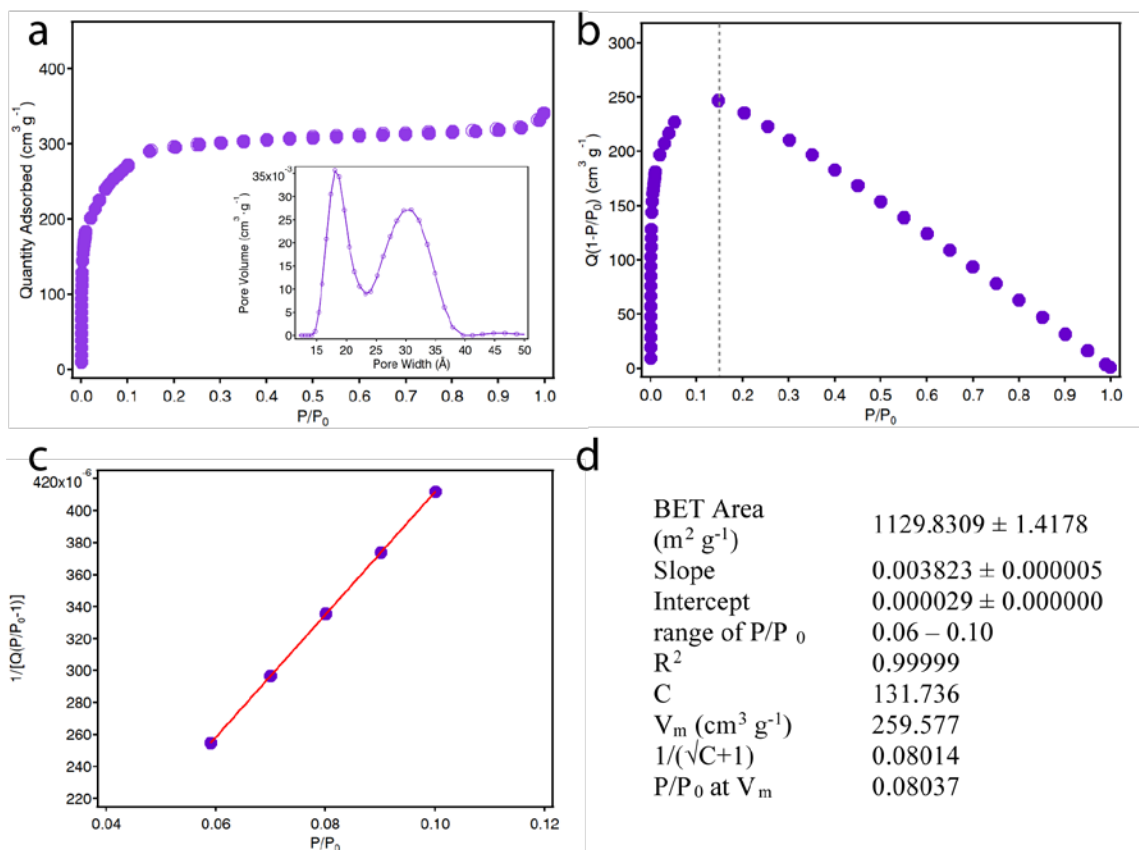 a
Quantity Adsorbed (cm³ g⁻¹)
400
300
200
100
0
0.0 0.1 0.2 0.3 0.4 0.5 0.6 0.7 0.8 0.9 1.0
P/P₀
Pore Volume (cm³·g⁻¹)
35x10⁻³
30
25
20
15
10
5
0
15 20 25 30 35 40 45 50
Pore Width (Å)
b
Q(1-P/P₀) (cm³ g⁻¹)
300
250
200
150
100
50
0
0.0 0.1 0.2 0.3 0.4 0.5 0.6 0.7 0.8 0.9 1.0
P/P₀
c
1/[Q(P/P₀-1)]
420x10⁻⁶
400
380
360
340
320
300
280
260
240
220
0.04 0.06 0.08 0.10 0.12
P/P₀
d
BET Area
(m² g⁻¹) 1129.8309 ± 1.4178
Slope 0.003823 ± 0.000005
Intercept 0.000029 ± 0.000000
range of P/P ₀ 0.06 – 0.10
R² 0.99999
C 131.736
Vₘ (cm³ g⁻¹) 259.577
1/(√C+1) 0.08014
P/P₀ at Vₘ 0.08037